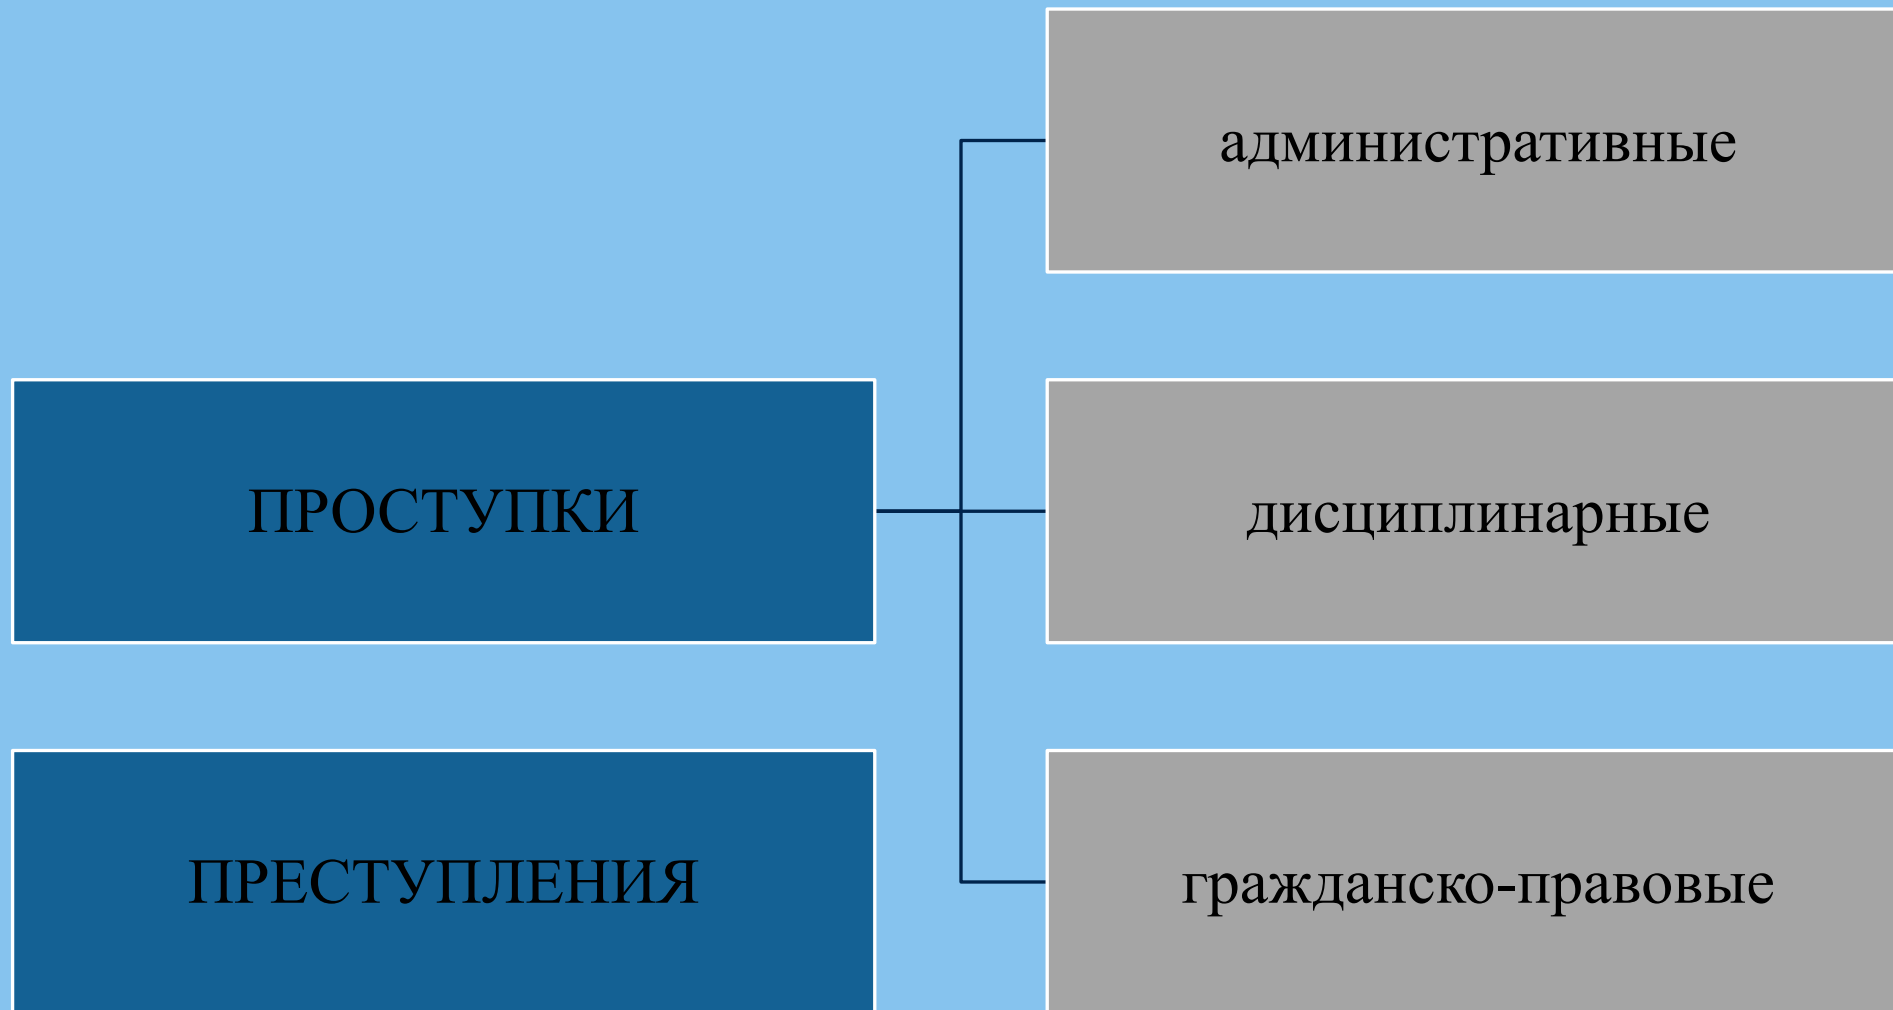 административные
ПРОСТУПКИ
дисциплинарные
ПРЕСТУПЛЕНИЯ
гражданско-правовые